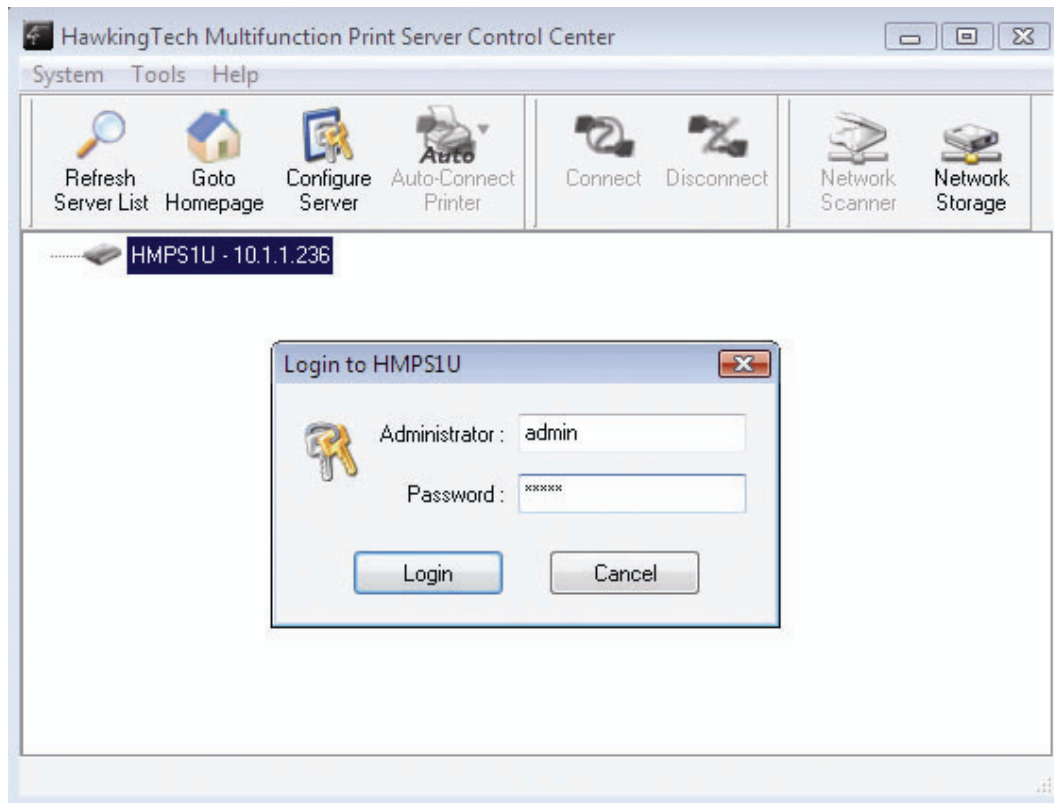 HawkingTech Multifunction Print Server Control Center
System Tools Help
Refresh Server List
Goto Homepage
Configure Server
Auto
Auto-Connect Printer
Connect
Disconnect
Network Scanner
Network Storage
HMPS1U - 10.1.1.236
Login to HMPS1U
Administrator : admin
Password : *****
Login Cancel